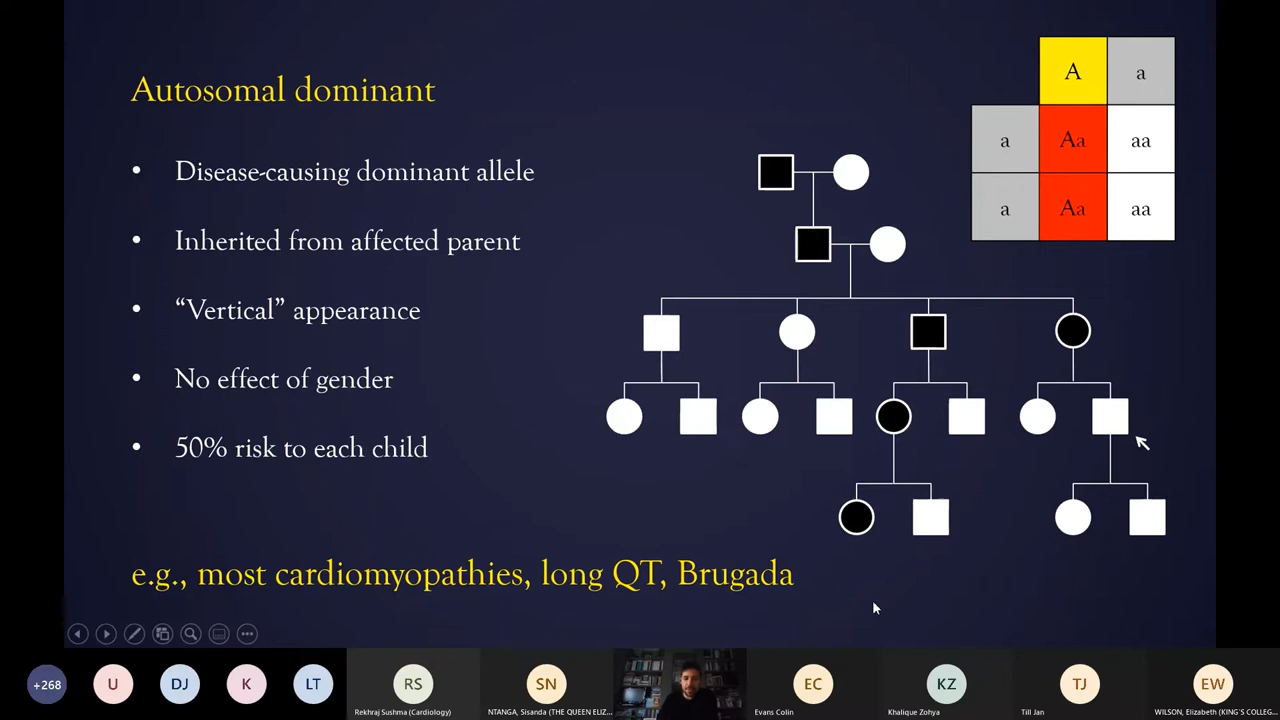 Autosomal dominant
• Disease-causing dominant allele
• Inherited from affected parent
• “Vertical” appearance
• No effect of gender
• 50% risk to each child
e.g., most cardiomyopathies, long QT, Brugada
A a
a Aa aa
a Aa aa
+268 U DJ K LT RS SN EC KZ TJ EW
Rekhraj Sushma (Cardiology) NTANGA, Sisanda (THE QUEEN ELIZ... Evans Colin Khalique Zohya Till Jan WILSON, Elizabeth (KING'S COLLEG...